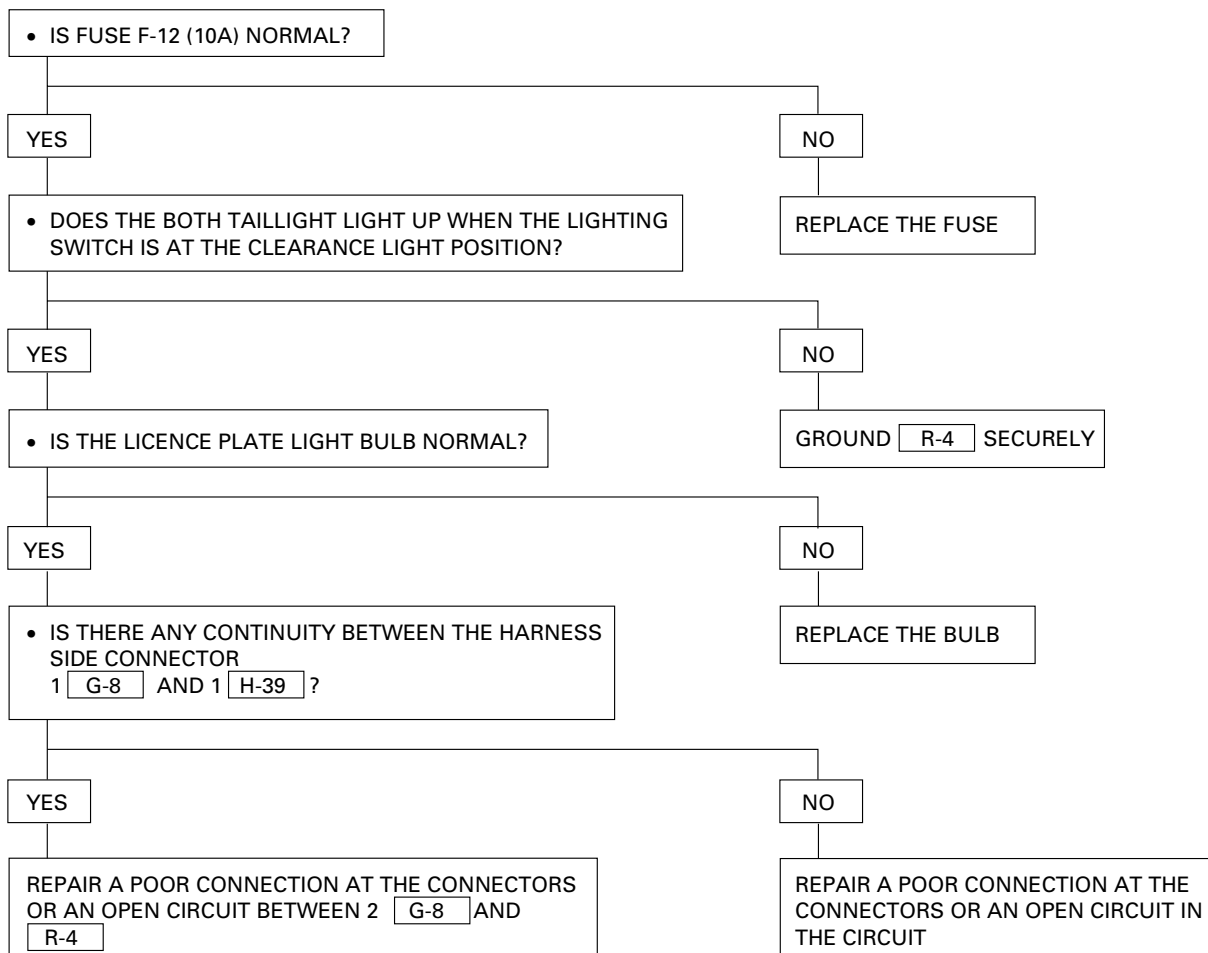 • IS FUSE F-12 (10A) NORMAL?
YES
NO
• DOES THE BOTH TAILLIGHT LIGHT UP WHEN THE LIGHTING
SWITCH IS AT THE CLEARANCE LIGHT POSITION?
REPLACE THE FUSE
YES
NO
• IS THE LICENCE PLATE LIGHT BULB NORMAL?
GROUND R-4 SECURELY
YES
NO
• IS THERE ANY CONTINUITY BETWEEN THE HARNESS
SIDE CONNECTOR
1 G-8 AND 1 H-39 ?
REPLACE THE BULB
YES
NO
REPAIR A POOR CONNECTION AT THE CONNECTORS
OR AN OPEN CIRCUIT BETWEEN 2 G-8 AND
R-4
REPAIR A POOR CONNECTION AT THE
CONNECTORS OR AN OPEN CIRCUIT IN
THE CIRCUIT